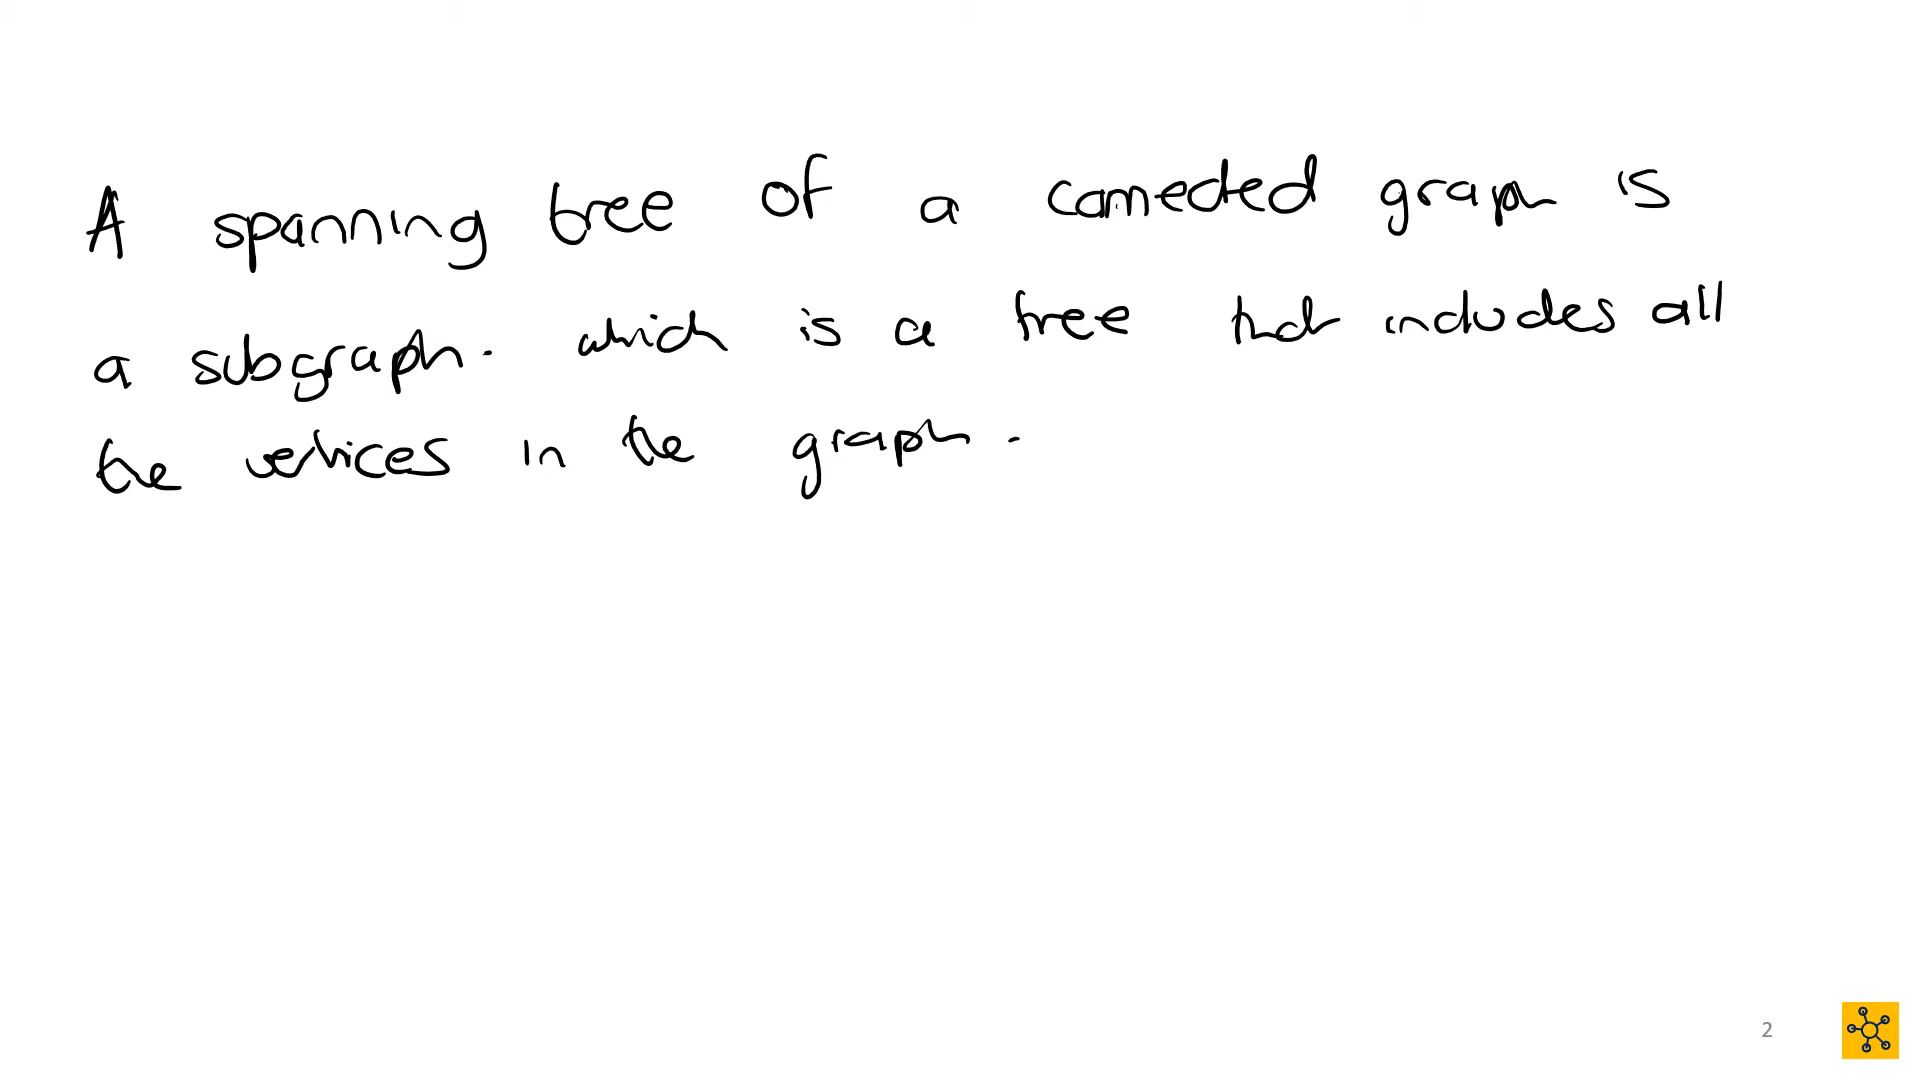 A spanning tree of a connected graph is
a subgraph. which is a tree that includes all
the vertices in the graph.
2